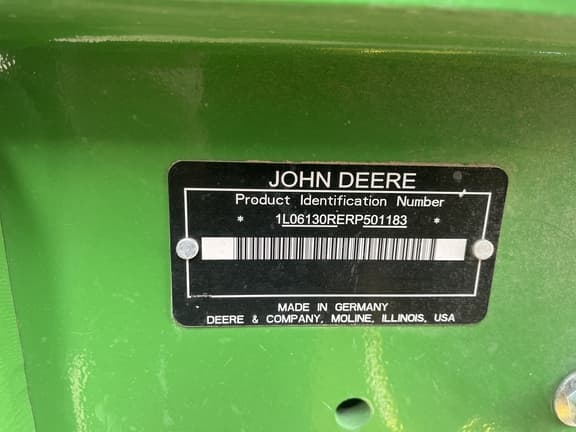 JOHN DEERE
Product Identification Number
* 1L06130RERP501183 *
MADE IN GERMANY
DEERE & COMPANY, MOLINE, ILLINOIS, USA